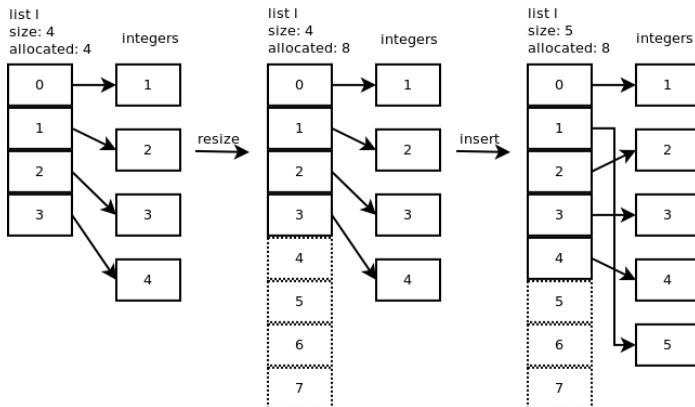 list l
size: 4
allocated: 4
integers
0
1
1
2
2
3
3
4
resize
list l
size: 4
allocated: 8
integers
0
1
1
2
2
3
3
4
4
5
6
7
insert
list l
size: 5
allocated: 8
integers
0
1
1
2
2
3
3
4
4
5
5
6
7